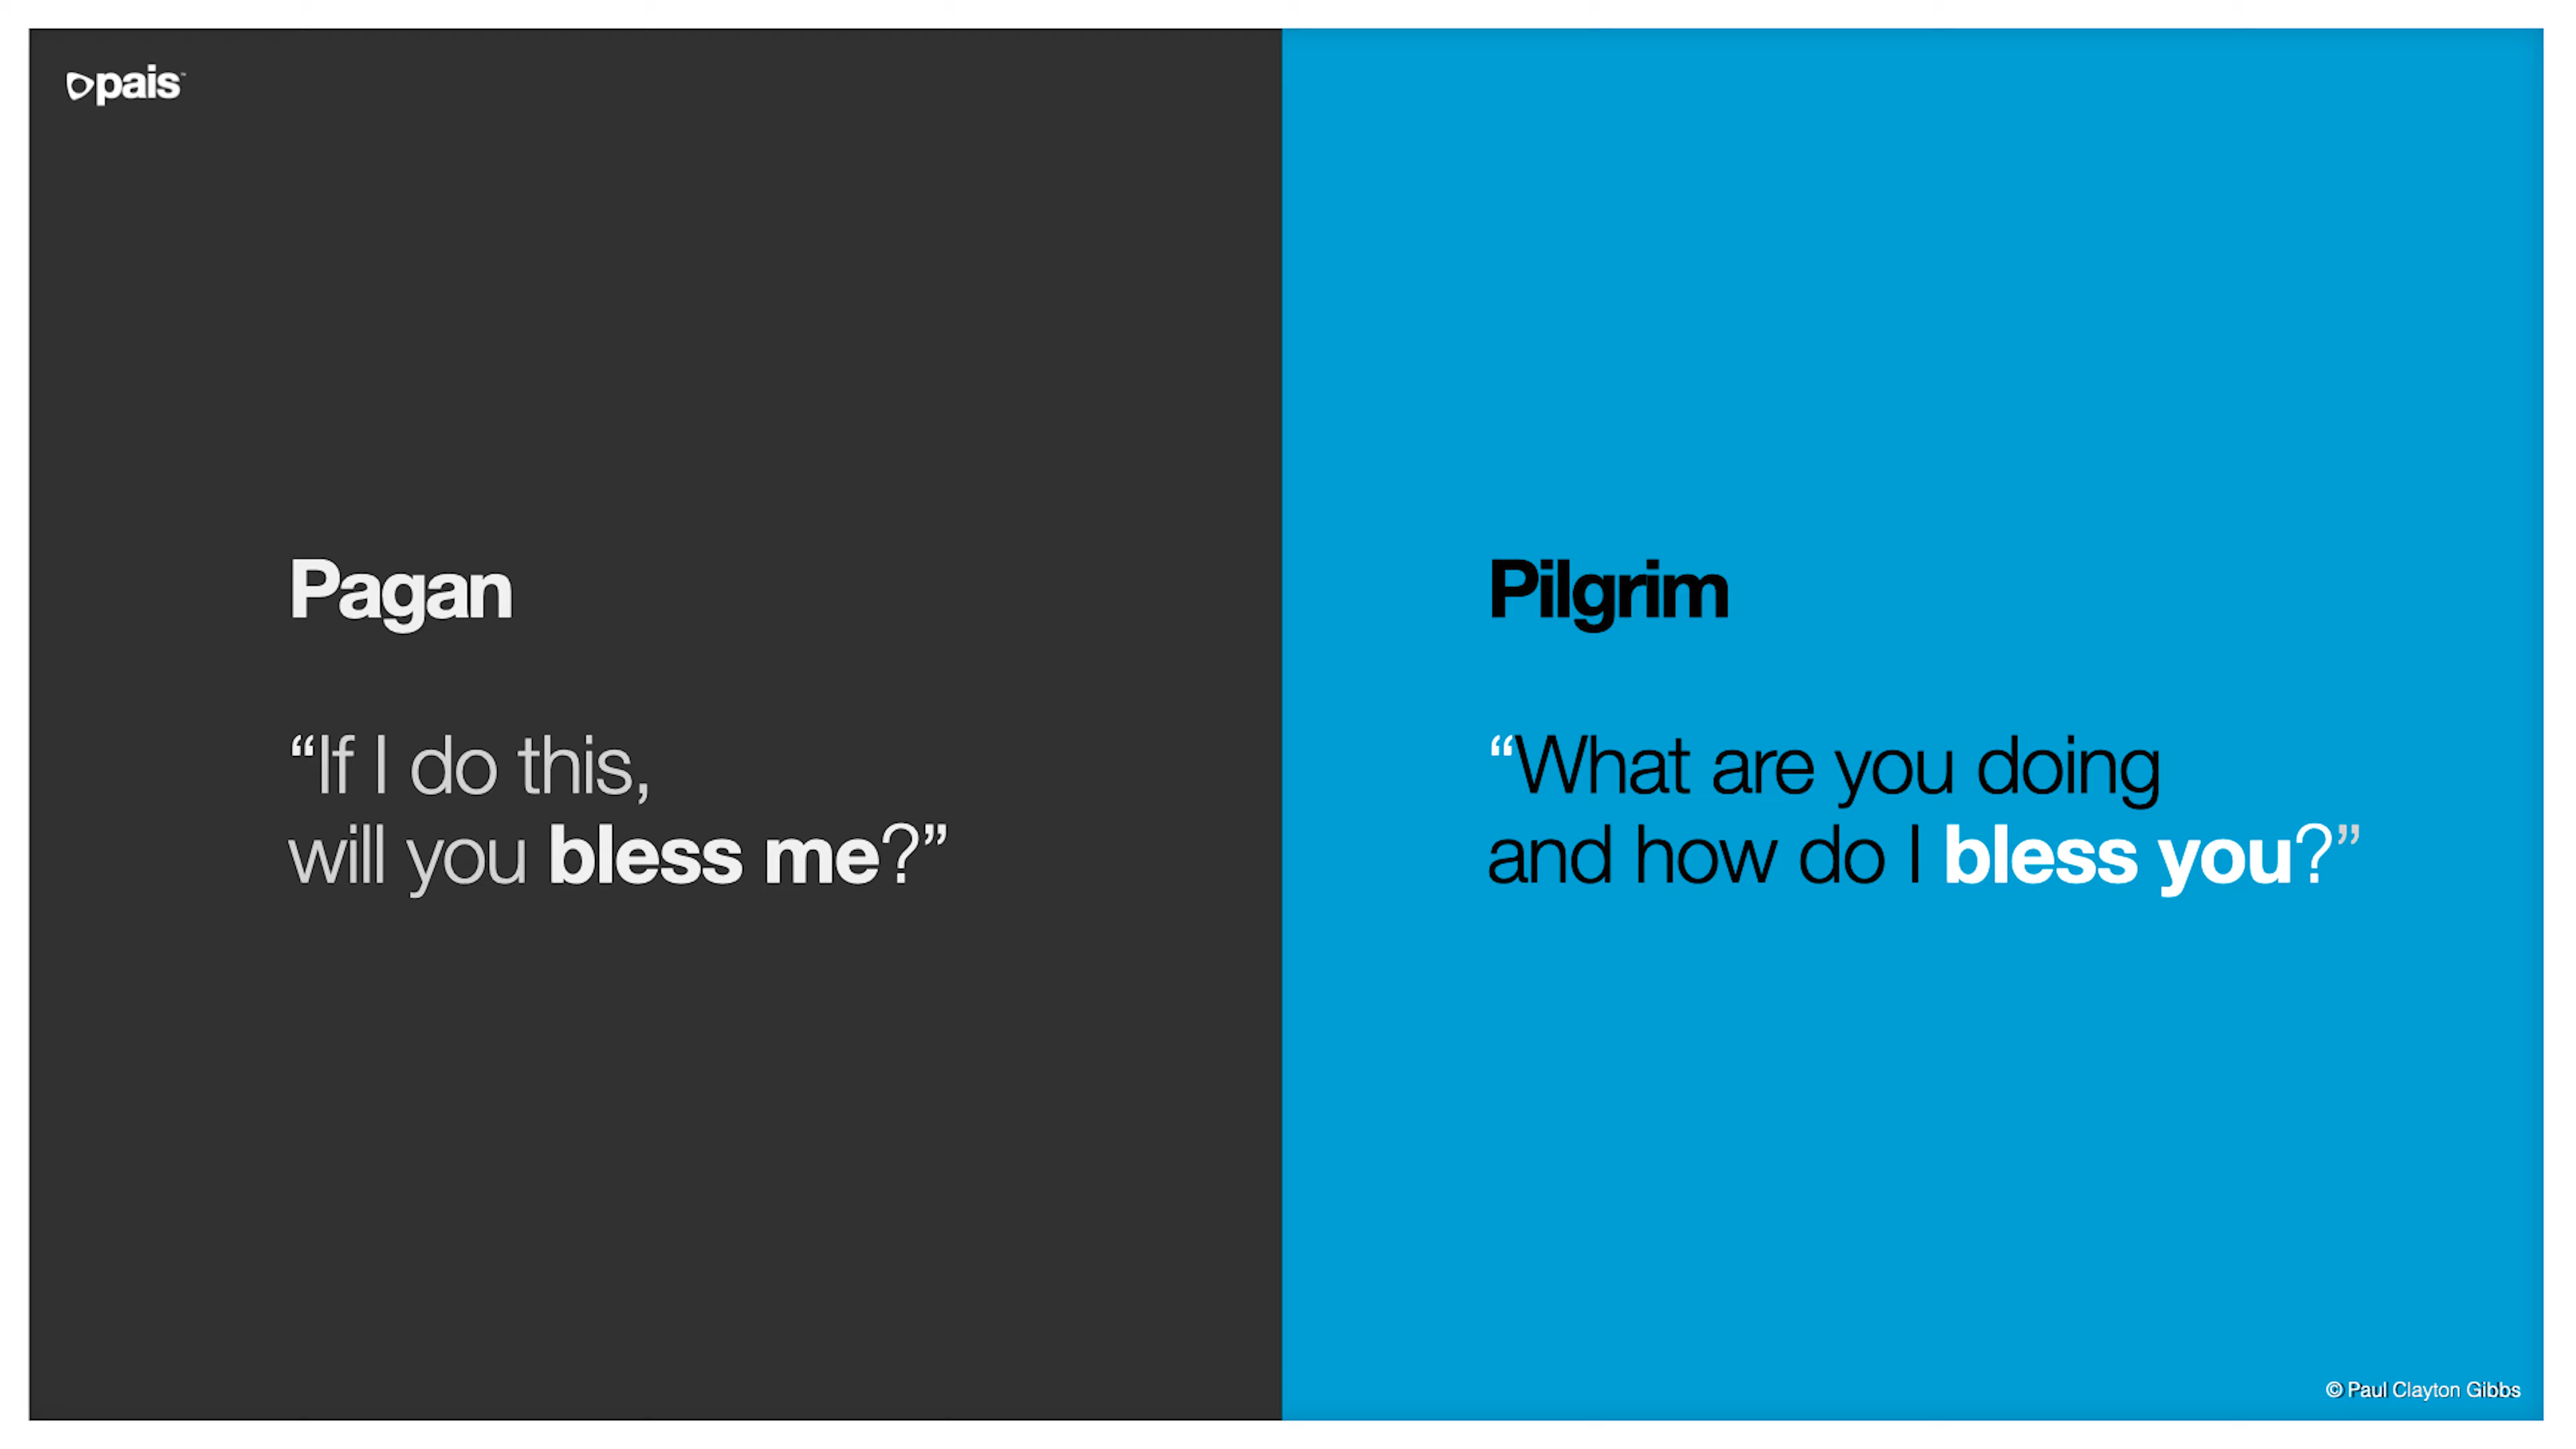 pais™
Pagan
“If I do this,
will you bless me?”
Pilgrim
“What are you doing
and how do I bless you?”
© Paul Clayton Gibbs